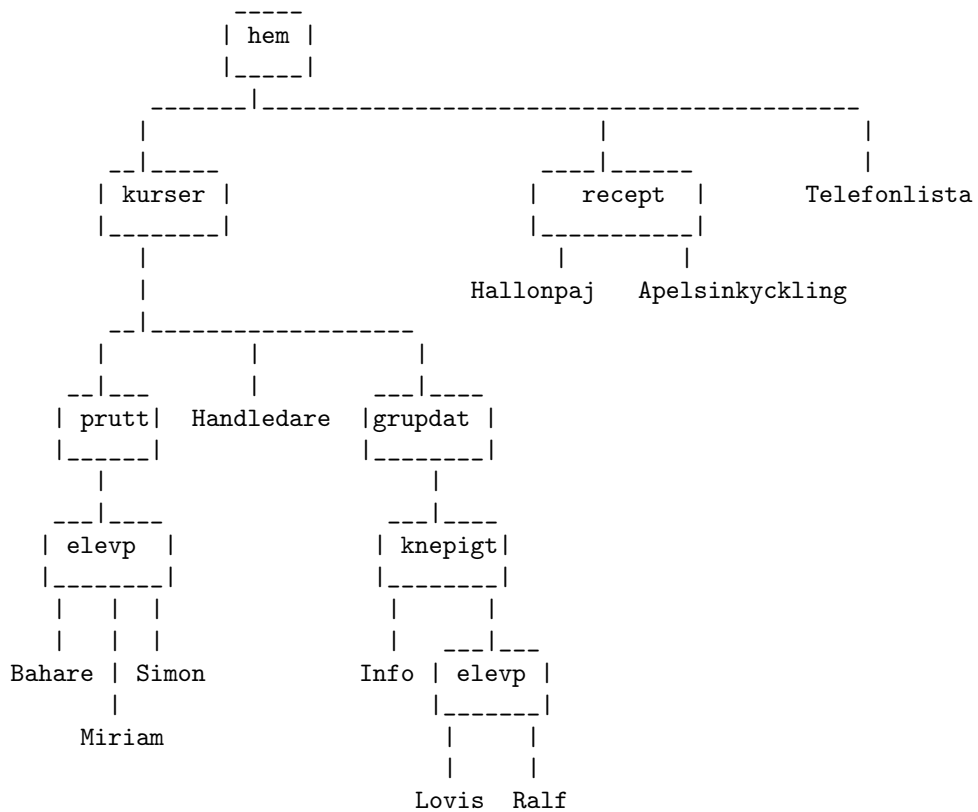 hem
kurser recept Telefonlista
Hallonpaj Apelsinkyckling
prutt Handledare grupdat
elevp knepigt
Bahare Simon Info elevp
Miriam
Lovis Ralf